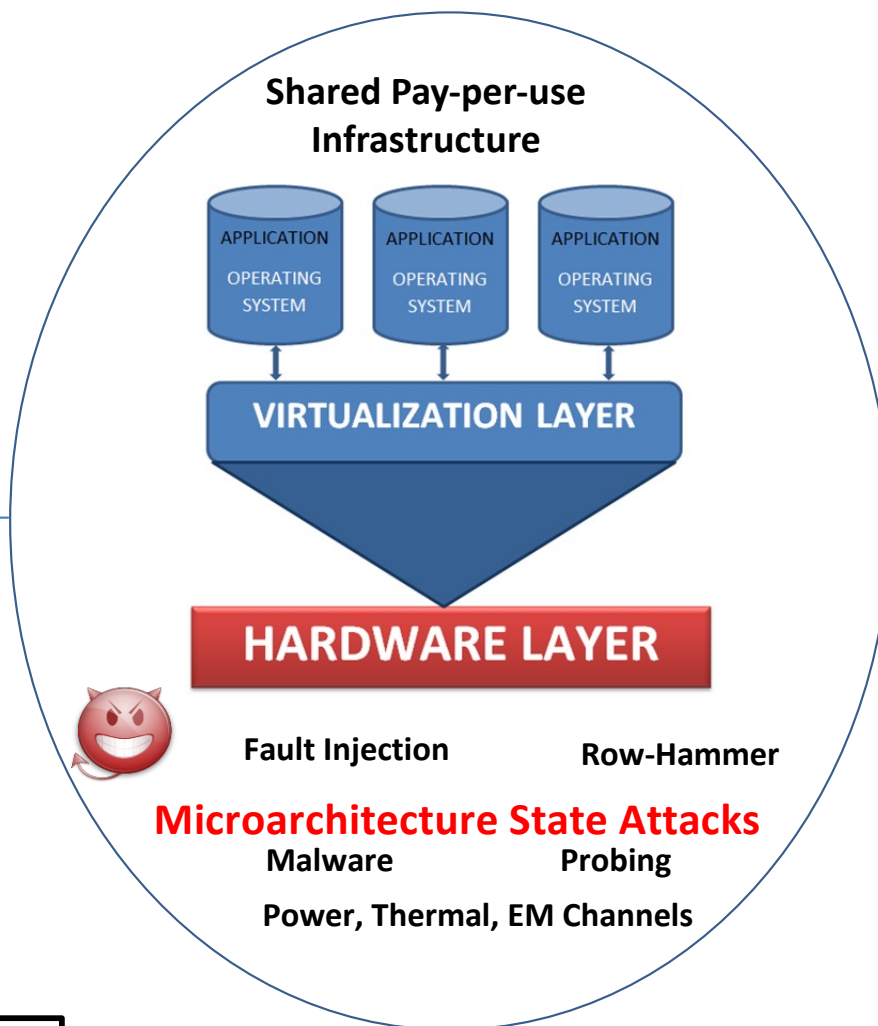 Shared Pay-per-use
Infrastructure
APPLICATION
OPERATING
SYSTEM
APPLICATION
OPERATING
SYSTEM
APPLICATION
OPERATING
SYSTEM
VIRTUALIZATION LAYER
HARDWARE LAYER
Fault Injection
Row-Hammer
Microarchitecture State Attacks
Malware
Probing
Power, Thermal, EM Channels